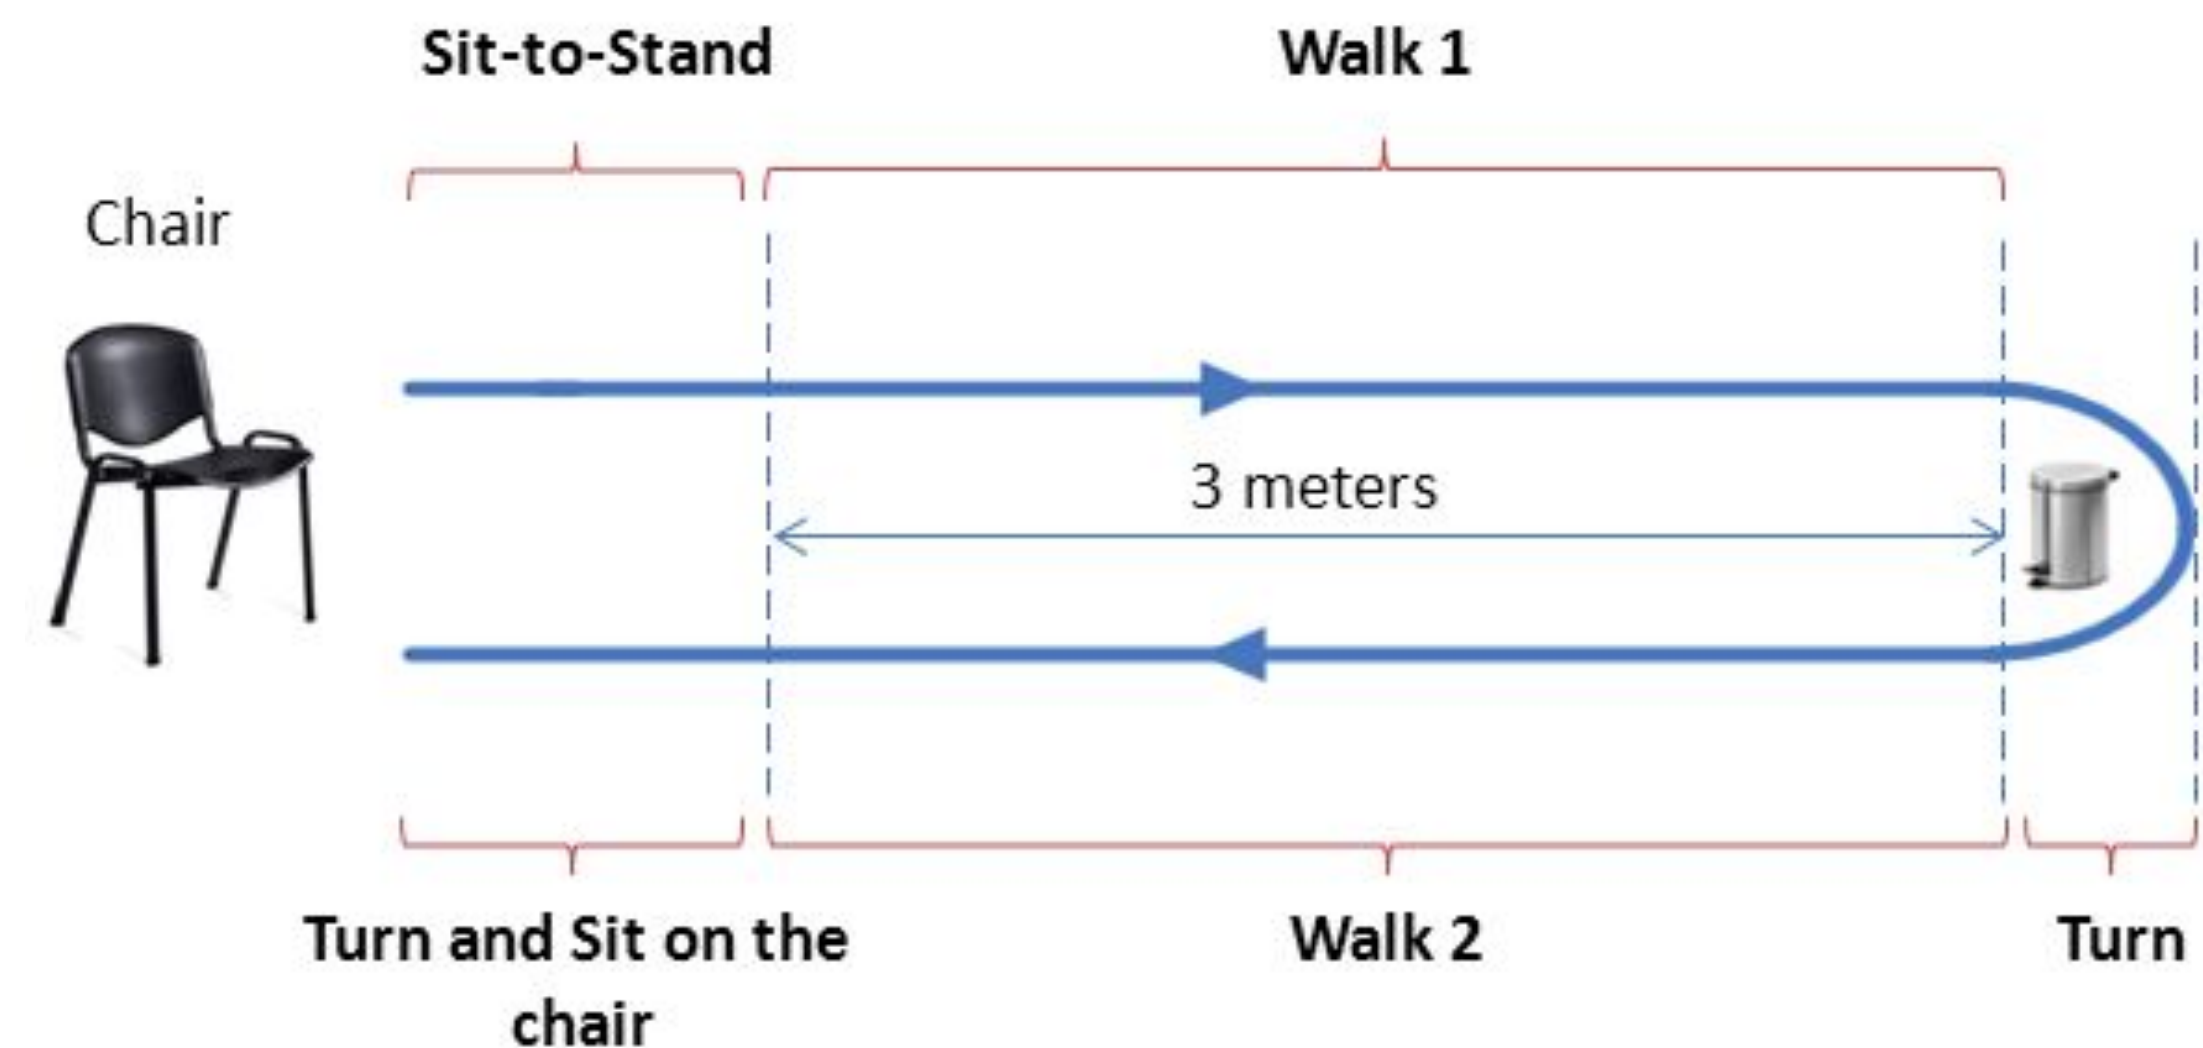 Sit-to-Stand
Walk 1
Chair
3 meters
Turn and Sit on the
chair
Walk 2
Turn